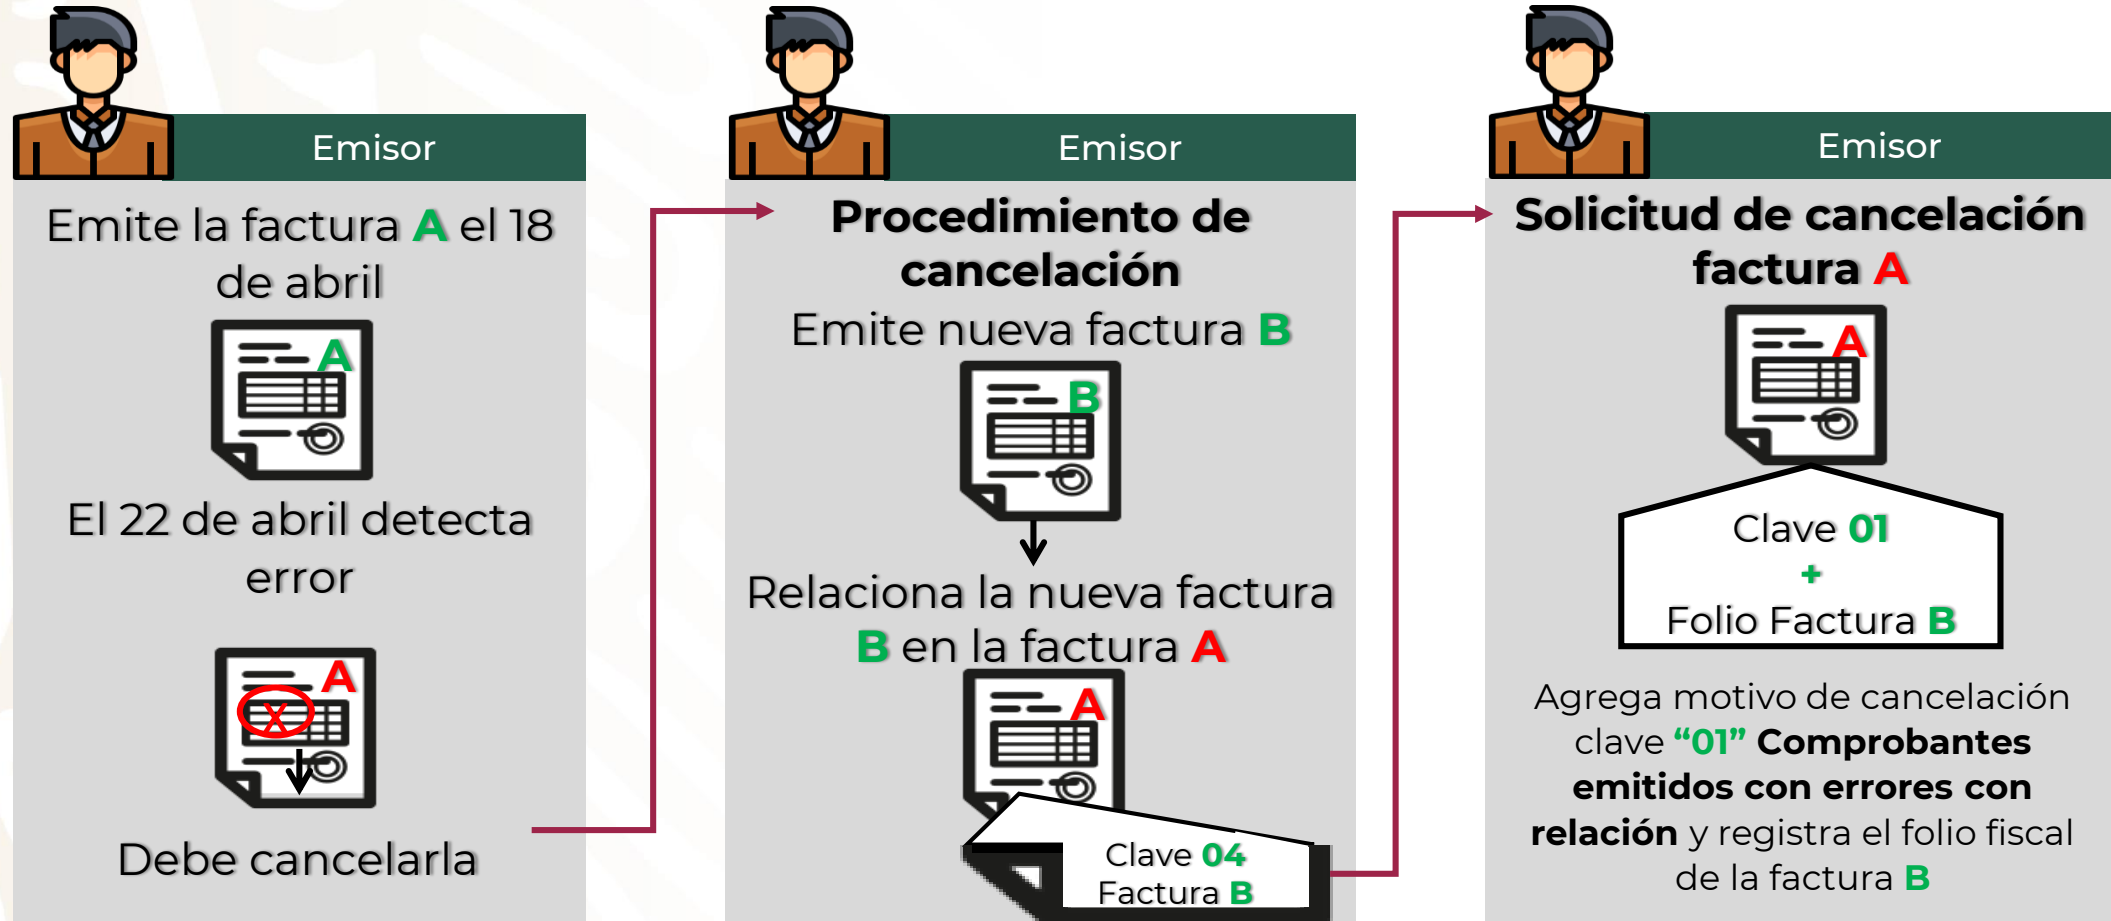 Emisor
Emite la factura A el 18
de abril
A
El 22 de abril detecta
error
A
X
Debe cancelarla
Emisor
Procedimiento de
cancelación
Emite nueva factura B
B
Relaciona la nueva factura
B en la factura A
A
Clave 04
Factura B
Emisor
Solicitud de cancelación
factura A
A
Clave 01
+
Folio Factura B
Agrega motivo de cancelación
clave “01” Comprobantes
emitidos con errores con
relación y registra el folio fiscal
de la factura B